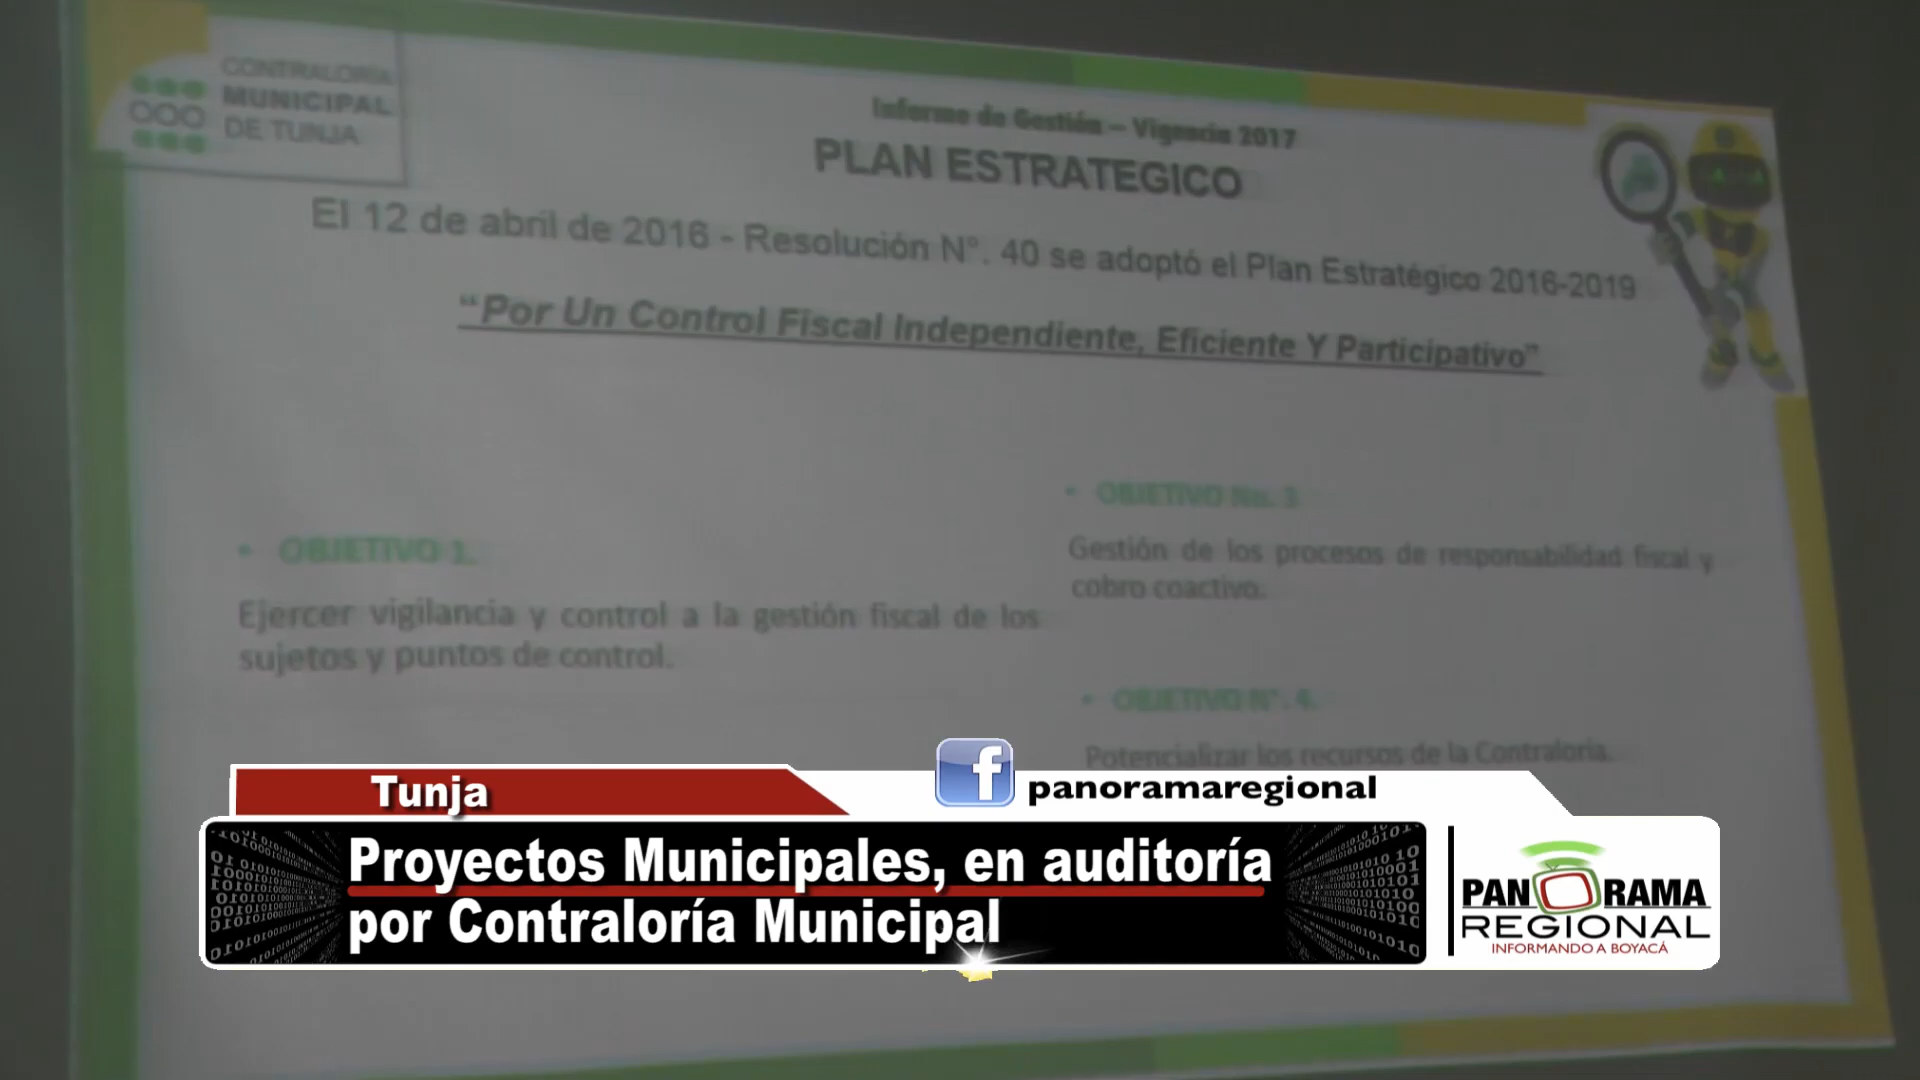 CONTRALORÍA
MUNICIPAL
DE TUNJA
Informe de Gestión – Vigencia 2017
PLAN ESTRATEGICO
El 12 de abril de 2016 - Resolución N°. 40 se adoptó el Plan Estratégico 2016-2019
“Por Un Control Fiscal Independiente, Eficiente Y Participativo”
• OBJETIVO 1.
Ejercer vigilancia y control a la gestión fiscal de los
sujetos y puntos de control.
• OBJETIVO No. 3
Gestión de los procesos de responsabilidad fiscal y
cobro coactivo.
• OBJETIVO N°. 4.
Potencializar los recursos de la Contraloría.
Tunja
f panoramaregional
Proyectos Municipales, en auditoría
por Contraloría Municipal
PANORAMA
REGIONAL
INFORMANDO A BOYACÁ